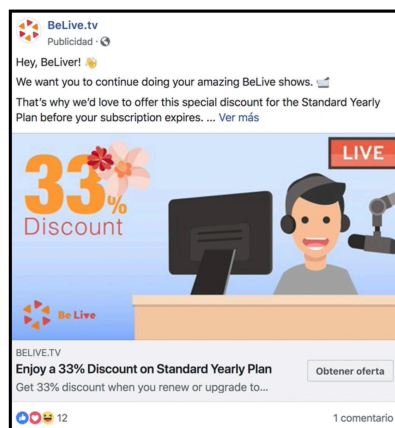 BeLive.tv
Publicidad ·
Hey, BeLiver! 👋
We want you to continue doing your amazing BeLive shows. 🎬
That's why we'd love to offer this special discount for the Standard Yearly
Plan before your subscription expires. ... Ver más
LIVE
33%
Discount
Be Live
BELIVE.TV
Enjoy a 33% Discount on Standard Yearly Plan
Obtener oferta
Get 33% discount when you renew or upgrade to...
12
1 comentario